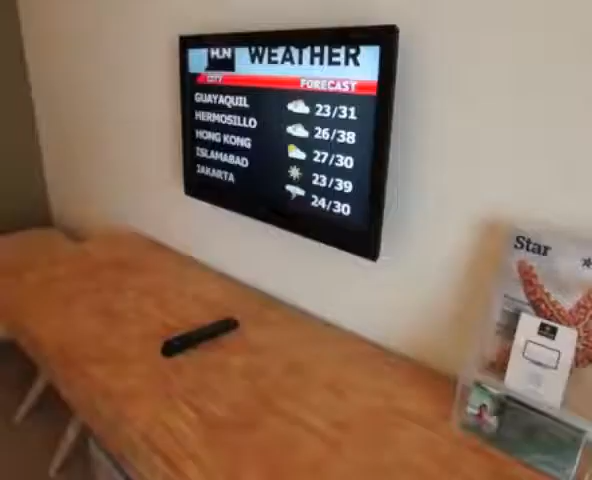 HLN WEATHER
CITY FORECAST
GUAYAQUIL 23/31
HERMOSILLO 26/38
HONG KONG 27/30
ISLAMABAD 23/39
JAKARTA 24/30
Star